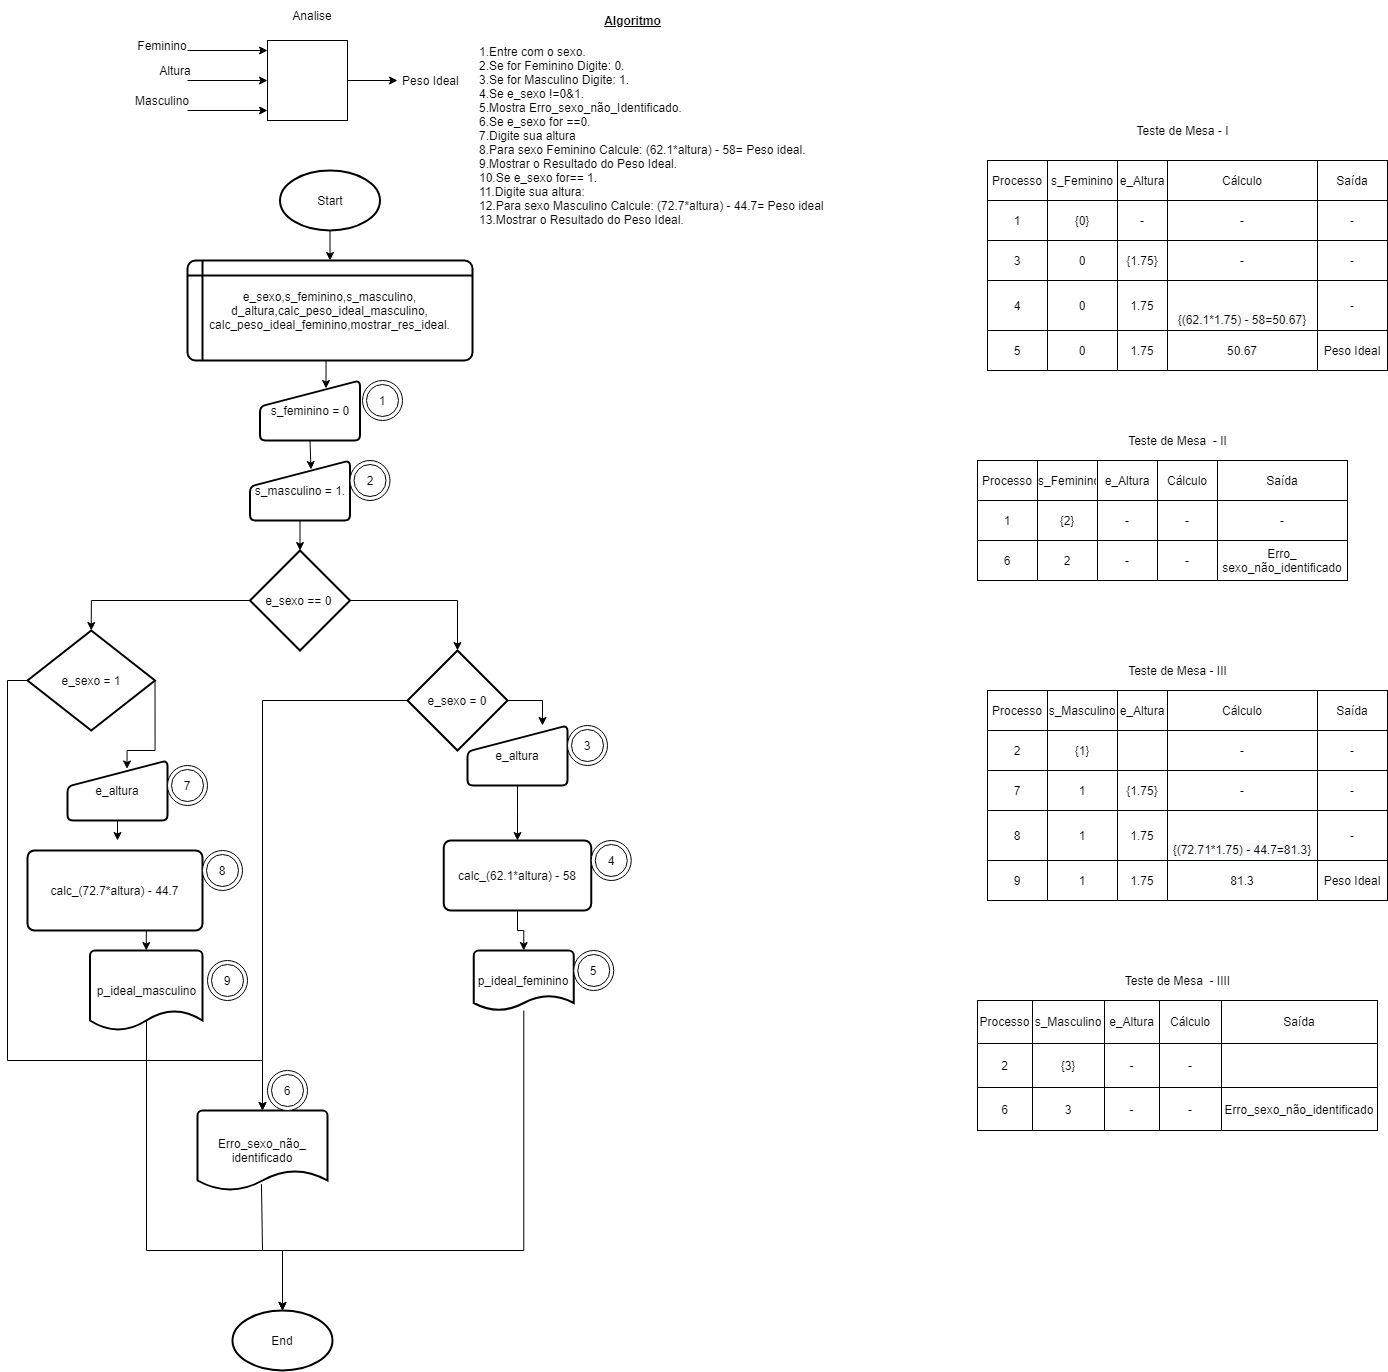 Analise
Feminino
Altura
Masculino
Peso Ideal
Algoritmo
1.Entre com o sexo.
2.Se for Feminino Digite: 0.
3.Se for Masculino Digite: 1.
4.Se e_sexo !=0&1.
5.Mostra Erro_sexo_não_Identificado.
6.Se e_sexo for ==0.
7.Digite sua altura
8.Para sexo Feminino Calcule: (62.1*altura) - 58= Peso ideal.
9.Mostrar o Resultado do Peso Ideal.
10.Se e_sexo for== 1.
11.Digite sua altura:
12.Para sexo Masculino Calcule: (72.7*altura) - 44.7= Peso ideal
13.Mostrar o Resultado do Peso Ideal.
Start
e_sexo,s_feminino,s_masculino,
d_altura,calc_peso_ideal_masculino,
calc_peso_ideal_feminino,mostrar_res_ideal.
s_feminino = 0
1
s_masculino = 1.
2
e_sexo == 0
e_sexo = 1
e_sexo = 0
e_altura
3
e_altura
7
calc_(72.7*altura) - 44.7
8
calc_(62.1*altura) - 58
4
p_ideal_masculino
9
p_ideal_feminino
5
6
Erro_sexo_não_
identificado
End
Teste de Mesa - I
Processo s_Feminino e_Altura Cálculo Saída
1 {0} - - -
3 0 {1.75} - -
4 0 1.75 {(62.1*1.75) - 58=50.67} -
5 0 1.75 50.67 Peso Ideal
Teste de Mesa - II
Processo s_Feminino e_Altura Cálculo Saída
1 {2} - - -
6 2 - - Erro_
sexo_não_identificado
Teste de Mesa - III
Processo s_Masculino e_Altura Cálculo Saída
2 {1} - -
7 1 {1.75} - -
8 1 1.75 {(72.71*1.75) - 44.7=81.3} -
9 1 1.75 81.3 Peso Ideal
Teste de Mesa - IIII
Processo s_Masculino e_Altura Cálculo Saída
2 {3} - -
6 3 - - Erro_sexo_não_identificado